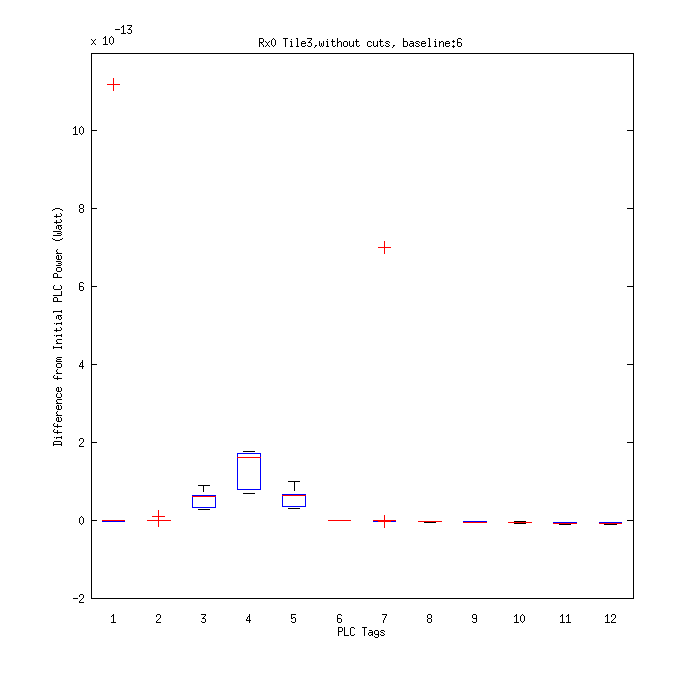 x 10^-13
Rx0 Tile3,without cuts, baseline:6
Difference from Initial PLC Power (Watt)
10
8
6
4
2
0
-2
1 2 3 4 5 6 7 8 9 10 11 12
PLC Tags